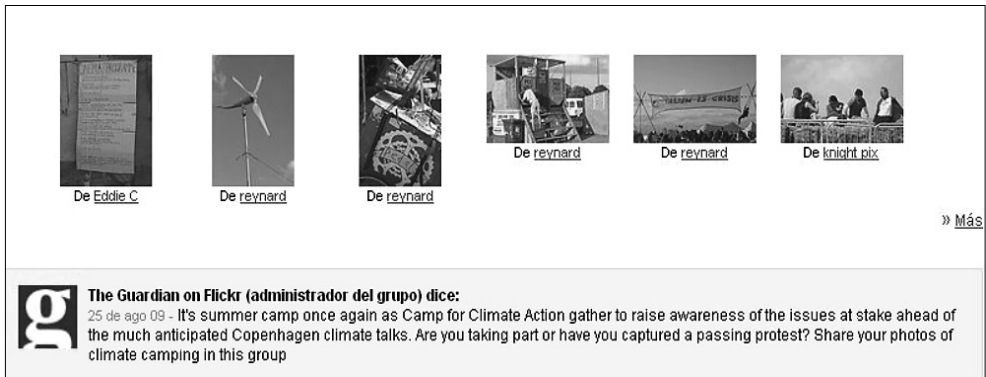 De Eddie C
De reynard
De reynard
De reynard
De reynard
De knight pix
CAPITALISM IS CRISIS
» Más
g
The Guardian on Flickr (administrador del grupo) dice:
25 de ago 09 - It's summer camp once again as Camp for Climate Action gather to raise awareness of the issues at stake ahead of
the much anticipated Copenhagen climate talks. Are you taking part or have you captured a passing protest? Share your photos of
climate camping in this group